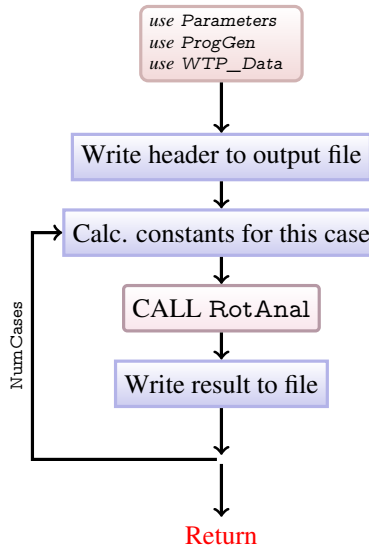 use Parameters
use ProgGen
use WTP_Data
Write header to output file
Calc. constants for this case
CALL RotAnal
NumCases
Write result to file
Return